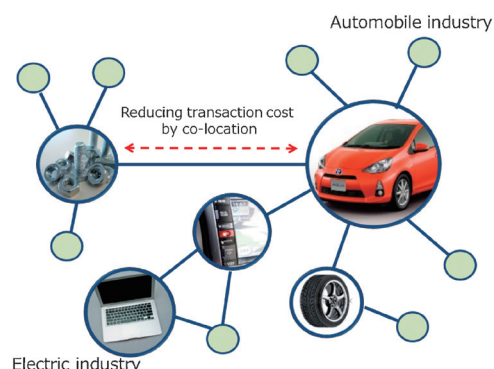 Automobile industry
Reducing transaction cost
by co-location
Electric industry